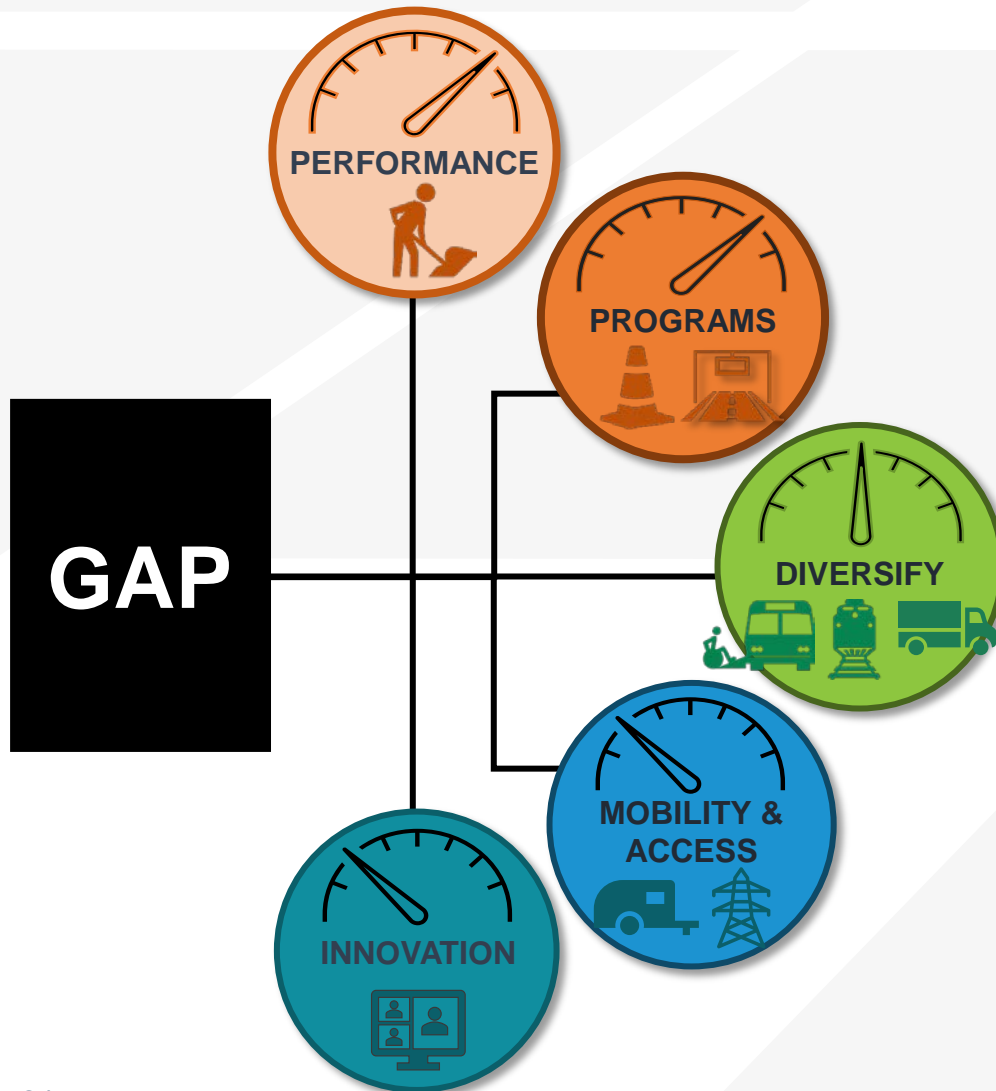 PERFORMANCE
PROGRAMS
GAP
DIVERSIFY
MOBILITY &
ACCESS
INNOVATION